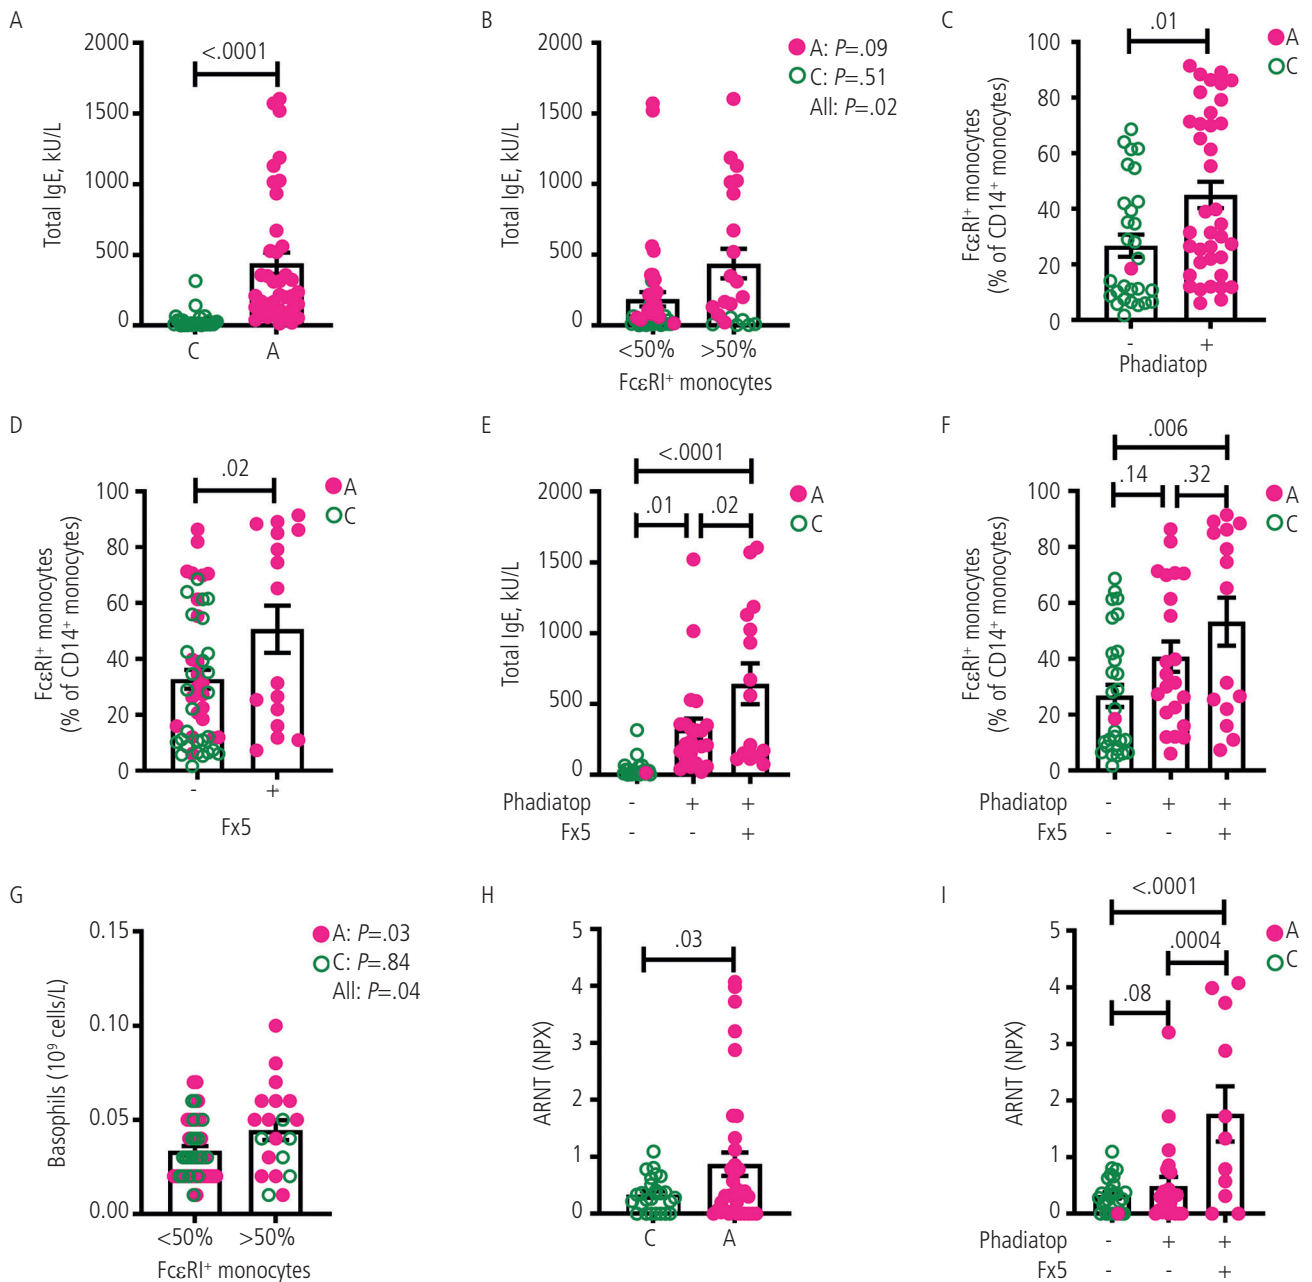 A
2000
1500
1000
500
0
Total IgE, kU/L
<.0001
C A
B
2000
1500
1000
500
0
Total IgE, kU/L
A: P=.09
C: P=.51
All: P=.02
<50% >50%
FcεRI⁺ monocytes
C
100
80
60
40
20
0
FcεRI⁺ monocytes
(% of CD14⁺ monocytes)
.01
A
C
- +
Phadiatop
D
100
80
60
40
20
0
FcεRI⁺ monocytes
(% of CD14⁺ monocytes)
.02
A
C
- +
Fx5
E
2000
1500
1000
500
0
Total IgE, kU/L
<.0001
.01 .02
A
C
Phadiatop - + +
Fx5 - - +
F
100
80
60
40
20
0
FcεRI⁺ monocytes
(% of CD14⁺ monocytes)
.006
.14 .32
A
C
Phadiatop - + +
Fx5 - - +
G
0.15
0.10
0.05
0.00
Basophils (10⁹ cells/L)
A: P=.03
C: P=.84
All: P=.04
<50% >50%
FcεRI⁺ monocytes
H
5
4
3
2
1
0
ARNT (NPX)
.03
C A
I
5
4
3
2
1
0
ARNT (NPX)
<.0001
.0004
.08
A
C
Phadiatop - + +
Fx5 - - +